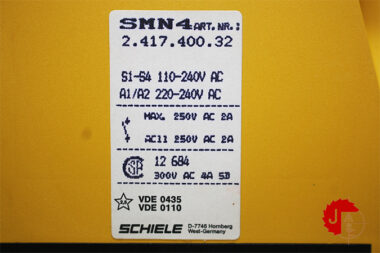 SMN4 ART.NR.:
2.417.400.32
S1-S4 110-240V AC
A1/A2 220-240V AC
MAX. 250V AC 2A
AC11 250V AC 2A
12 684
300V AC 4A 5D
VDE 0435
VDE 0110
SCHIELE D-7746 Hornberg
West-Germany